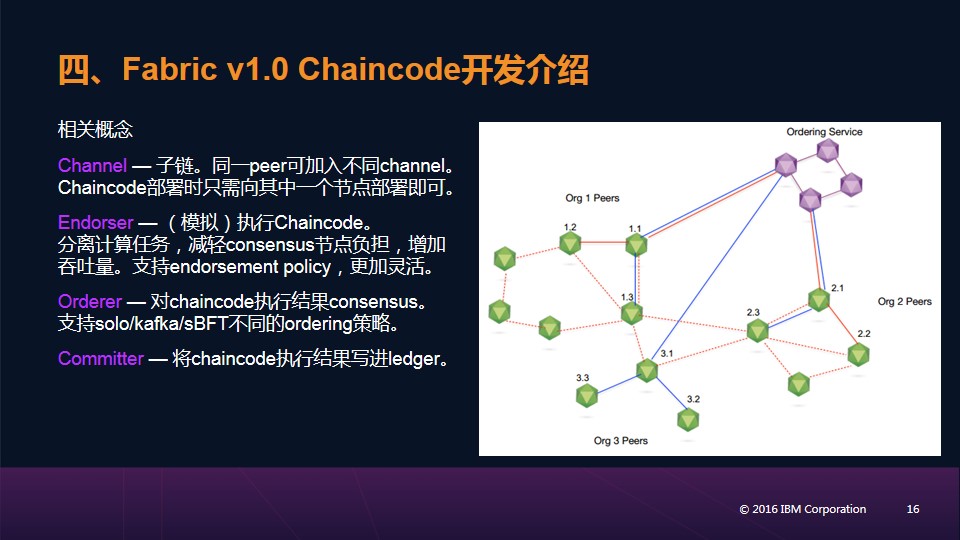 四、Fabric v1.0 Chaincode开发介绍
相关概念
Channel — 子链。同一peer可加入不同channel。
Chaincode部署时只需向其中一个节点部署即可。
Endorser — （模拟）执行Chaincode。
分离计算任务，减轻consensus节点负担，增加
吞吐量。支持endorsement policy，更加灵活。
Orderer — 对chaincode执行结果consensus。
支持solo/kafka/sBFT不同的ordering策略。
Committer — 将chaincode执行结果写进ledger。
Ordering Service
Org 1 Peers
1.2
1.1
1.3
2.1
Org 2 Peers
2.3
2.2
3.1
3.3
3.2
Org 3 Peers
© 2016 IBM Corporation
16